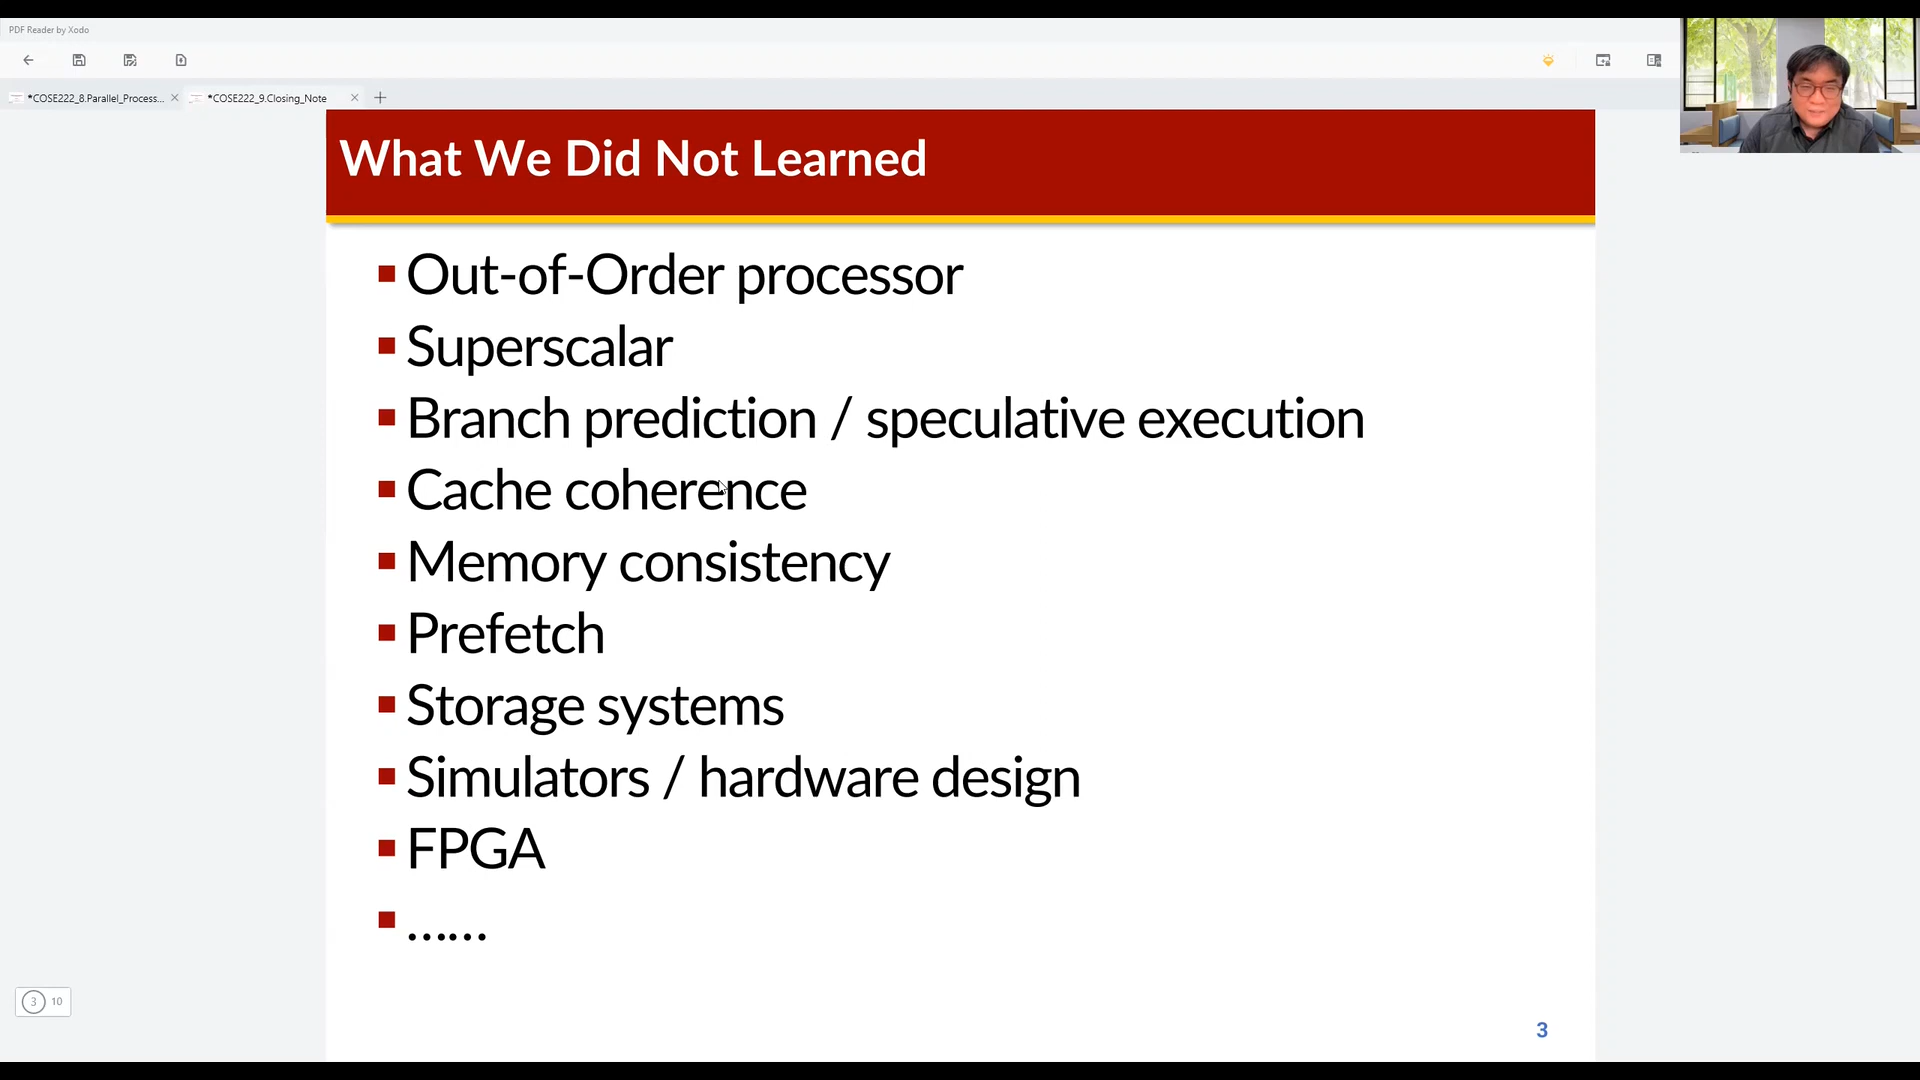 PDF Reader by Xodo
*COSE222_8.Parallel_Process...
*COSE222_9.Closing_Note
What We Did Not Learned
Out-of-Order processor
Superscalar
Branch prediction / speculative execution
Cache coherence
Memory consistency
Prefetch
Storage systems
Simulators / hardware design
FPGA
......
3 10
3